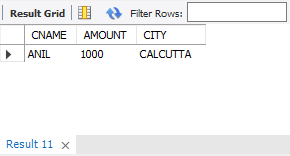 Result Grid Filter Rows:
CNAME AMOUNT CITY
ANIL 1000 CALCUTTA
Result 11